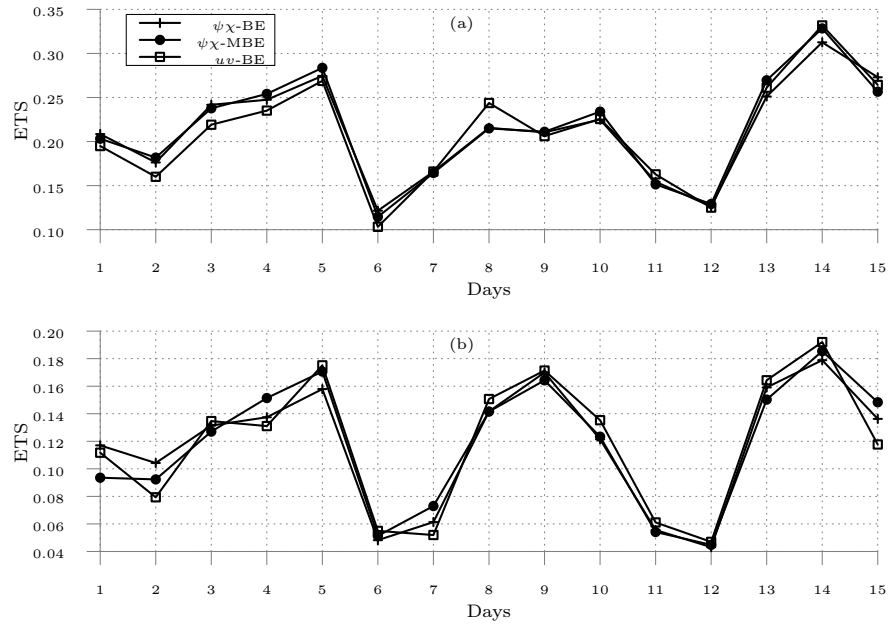 (a)
ψχ-BE
ψχ-MBE
uv-BE
ETS
0.35
0.30
0.25
0.20
0.15
0.10
1 2 3 4 5 6 7 8 9 10 11 12 13 14 15
Days
(b)
ETS
0.20
0.18
0.16
0.14
0.12
0.10
0.08
0.06
0.04
1 2 3 4 5 6 7 8 9 10 11 12 13 14 15
Days